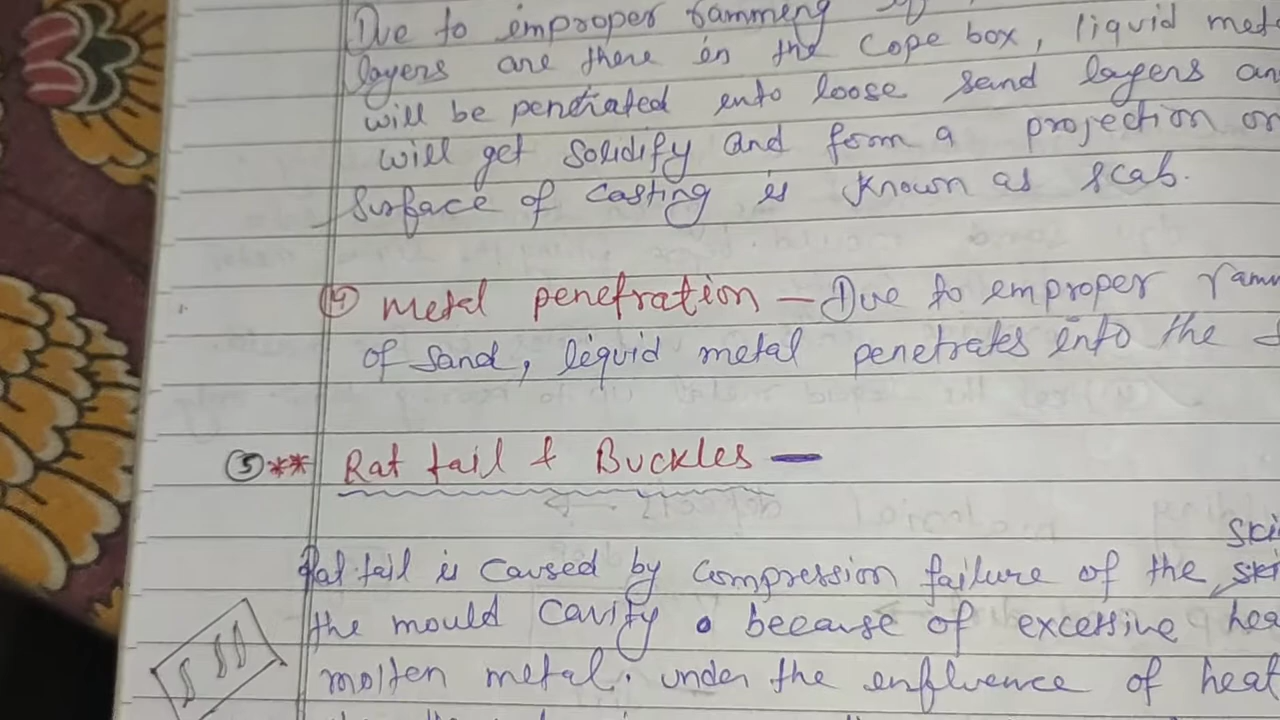 Due to improper ramming
layers are there in the Cope box, liquid
will be penetrated into loose sand layers
will get solidify and form a projection
surface of casting is known as scab.
④ Metal penetration — Due to improper
of sand, liquid metal penetrates into the
⑤** Rat tail & Buckles —
Rat tail is caused by Compression failure of the
the mould cavity because of excessive
molten metal. under the influence of heat